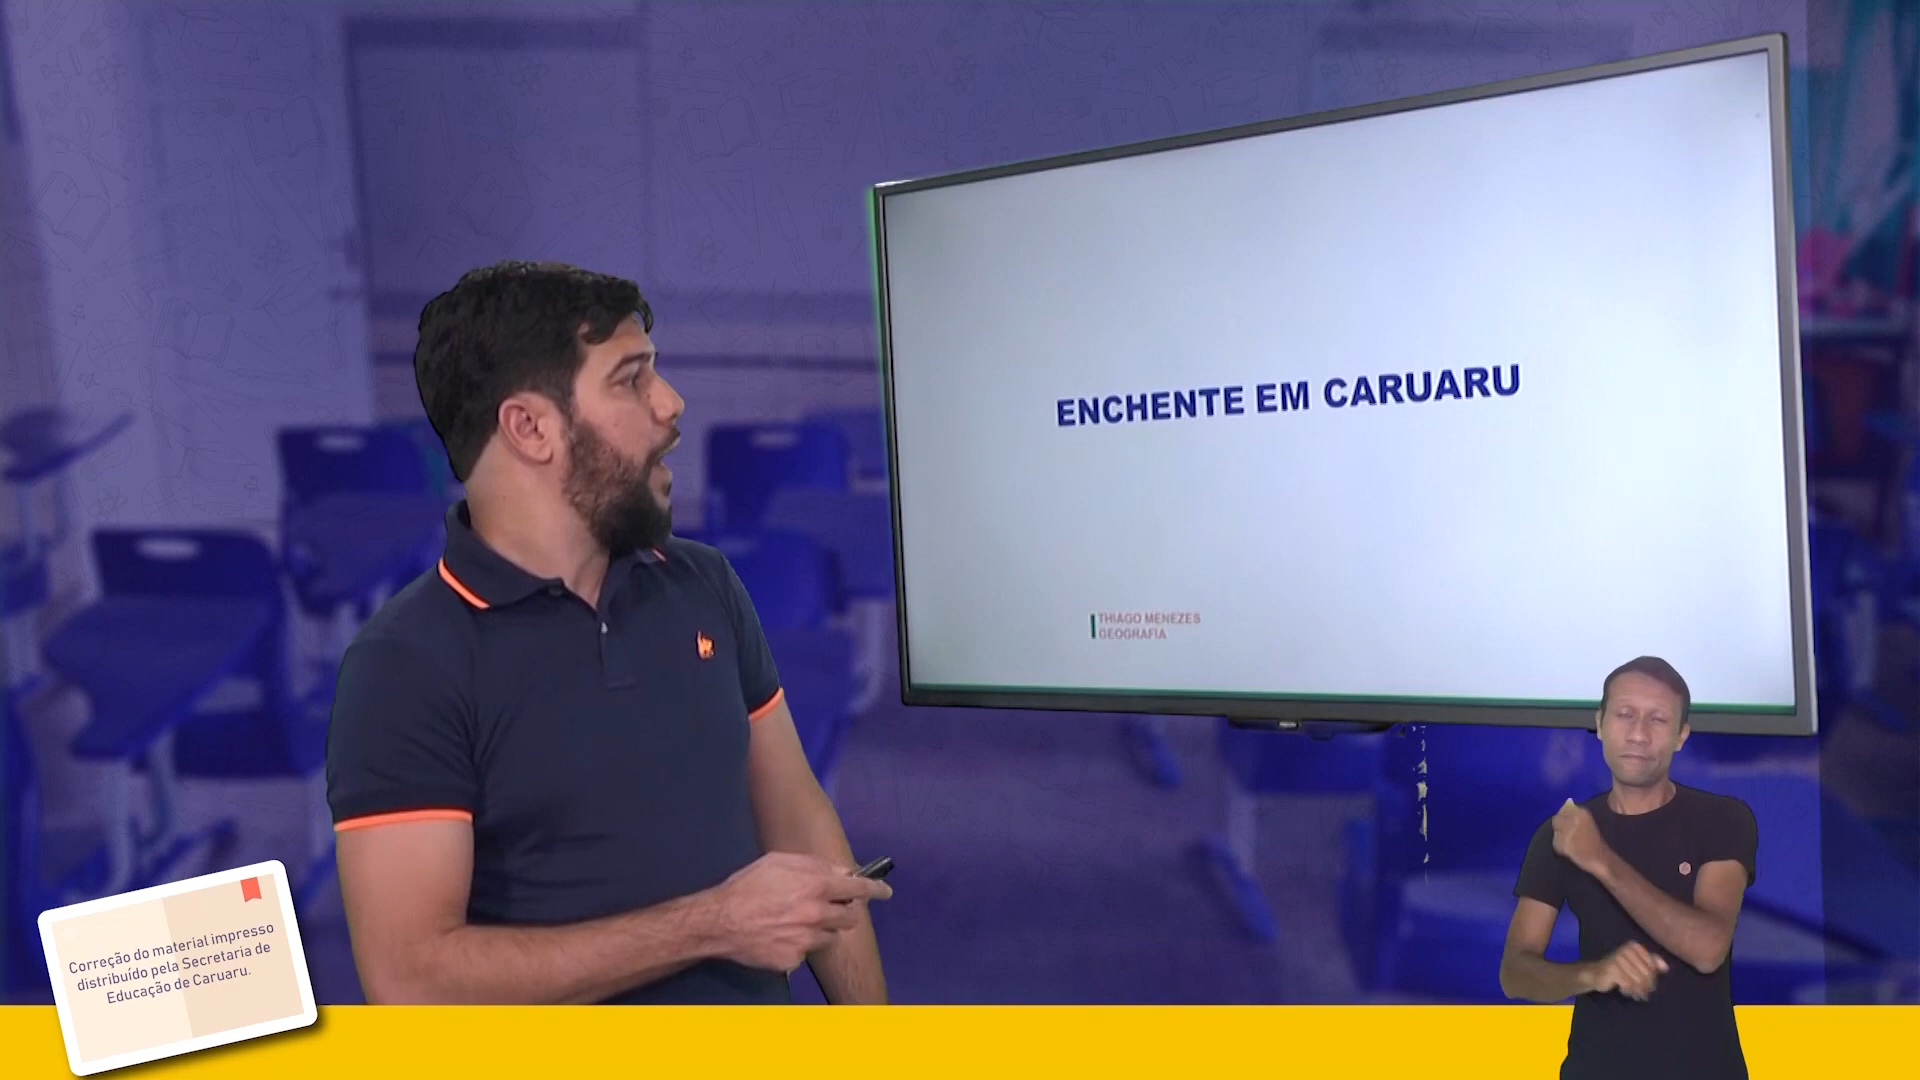 ENCHENTE EM CARUARU
THIAGO MENEZES
GEOGRAFIA
Correção do material impresso
distribuído pela Secretaria de
Educação de Caruaru.